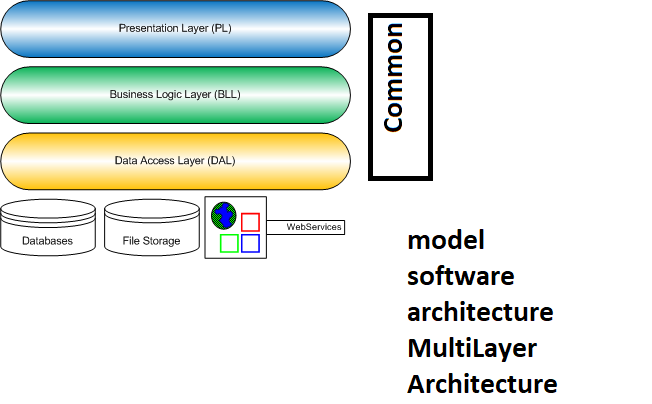 Presentation Layer (PL)
Common
Business Logic Layer (BLL)
Data Access Layer (DAL)
Databases
File Storage
WebServices
model
software
architecture
MultiLayer
Architecture